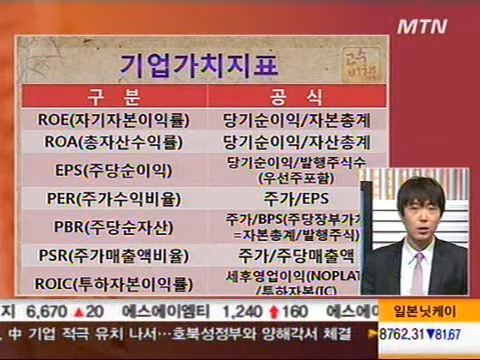 MTN
기업가치지표
고수
비책
구 분 공 식
ROE(자기자본이익률) 당기순이익/자본총계
ROA(총자산수익률) 당기순이익/자산총계
EPS(주당순이익) 당기순이익/발행주식수
(우선주포함)
PER(주가수익비율) 주가/EPS
PBR(주당순자산) 주가/BPS(주당장부가치
=자본총계/발행주식)
PSR(주가매출액비율) 주가/주당매출액
ROIC(투하자본이익률) 세후영업이익(NOPLAT)
/투하자본(IC)
지 6,670 ▲20 에스에이엠티 1,240 ⬆160 에스에너지 일본닛케이
, 中 기업 적극 유치 나서…호북성정부와 양해각서 체결 ▶8762.31▼81.67